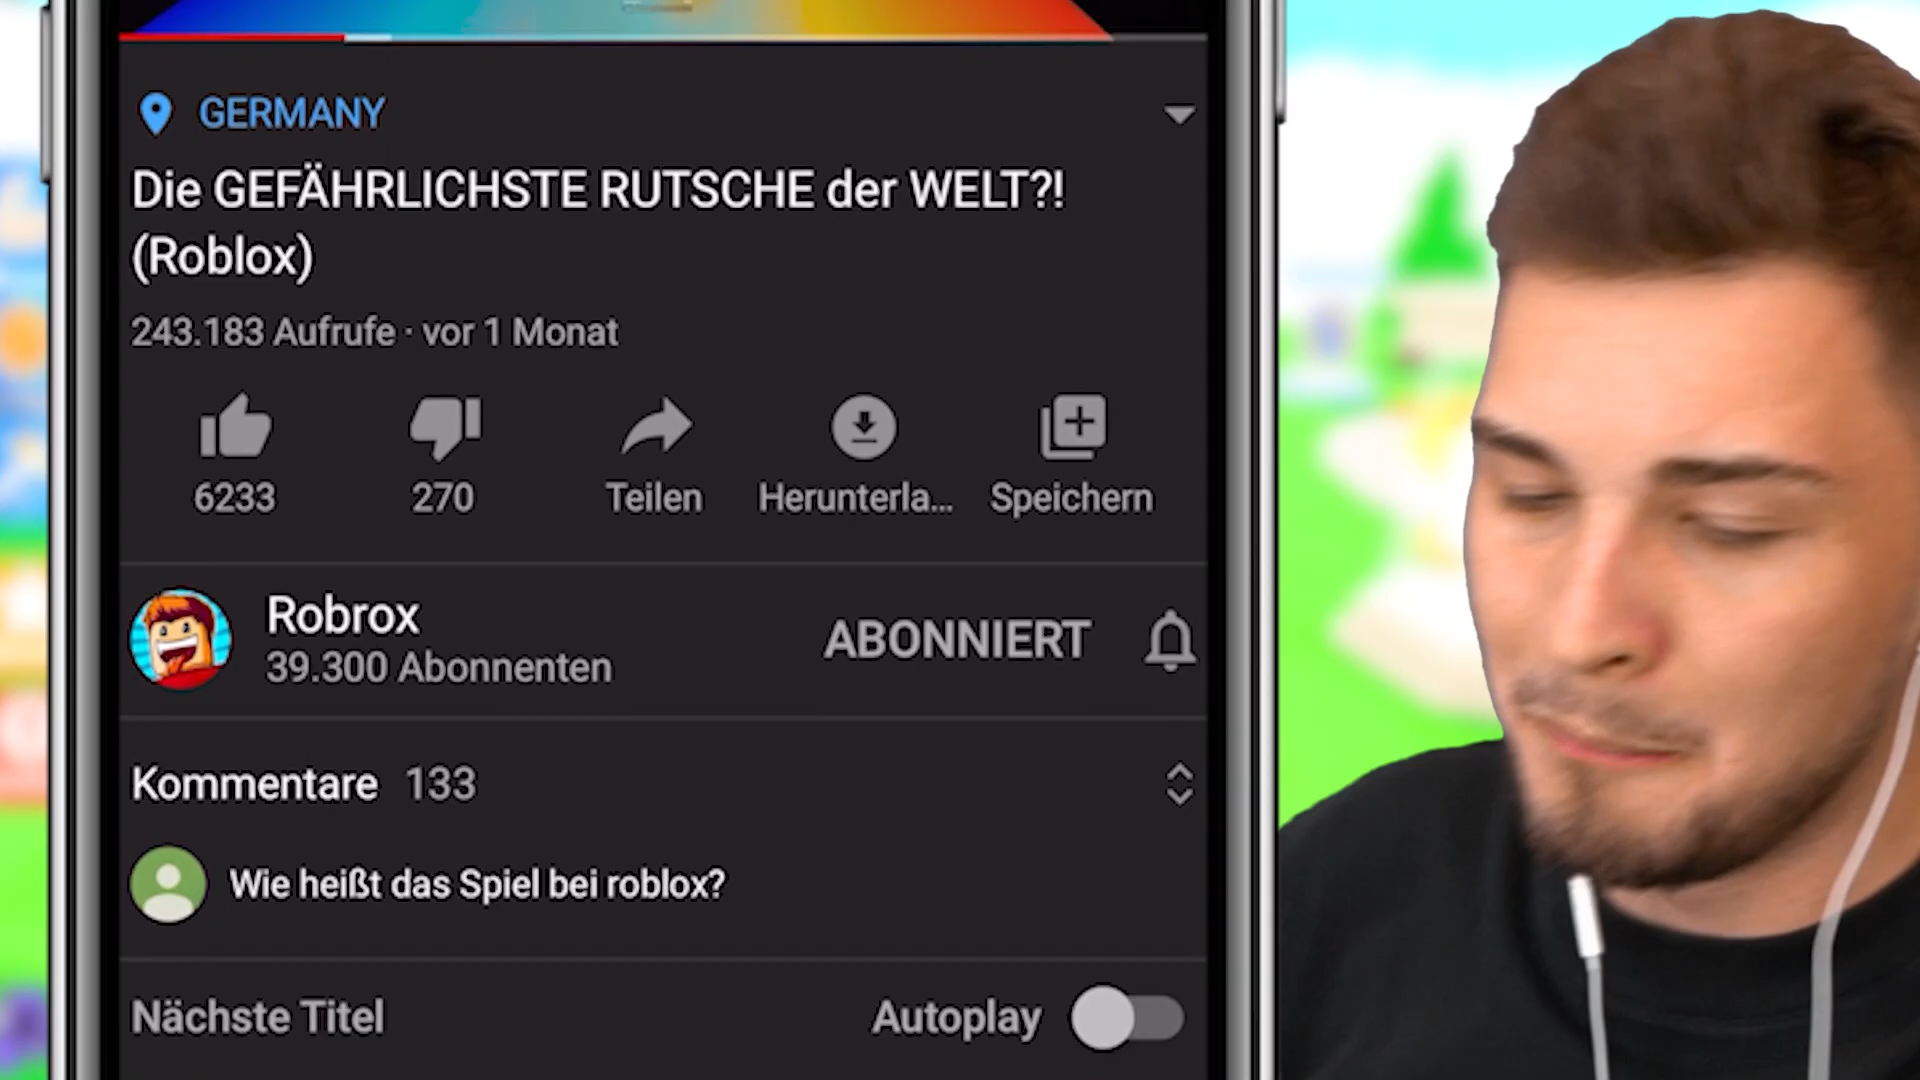 GERMANY
Die GEFÄHRLICHSTE RUTSCHE der WELT?!
(Roblox)
243.183 Aufrufe · vor 1 Monat
6233
270
Teilen
Herunterla...
Speichern
Robrox
39.300 Abonnenten
ABONNIERT
Kommentare 133
Wie heißt das Spiel bei roblox?
Nächste Titel
Autoplay